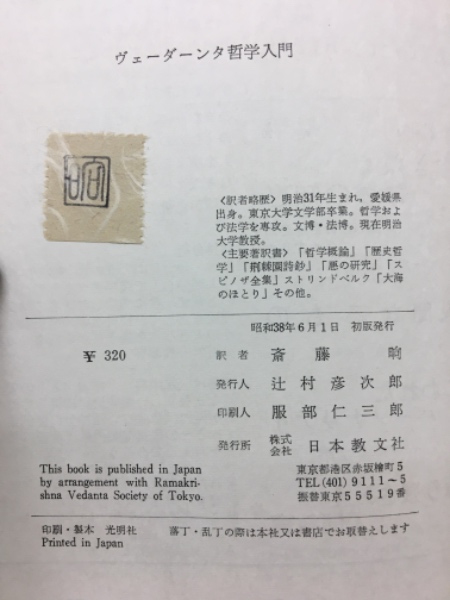 ヴェーダーンタ哲学入門
〈訳者略歴〉明治31年生まれ，愛媛県
出身。東京大学文学部卒業。哲学およ
び法学を専攻。文博・法博。現在明治
大学教授。
〈主要著訳書〉「哲学概論」「歴史哲
学」「荊棘園詩鈔」「悪の研究」「ス
ピノザ全集」ストリンドベルク「大海
のほとり」その他。
昭和38年6月1日 初版発行
¥ 320
訳者 斎藤晌
発行人 辻村彦次郎
印刷人 服部仁三郎
発行所 株式会社 日本教文社
東京都港区赤坂檜町5
TEL (401) 9111～5
振替東京55519番
This book is published in Japan
by arrangement with Ramakri-
shna Vedanta Society of Tokyo.
印刷・製本 光明社
Printed in Japan
落丁・乱丁の際は本社又は書店でお取替えします